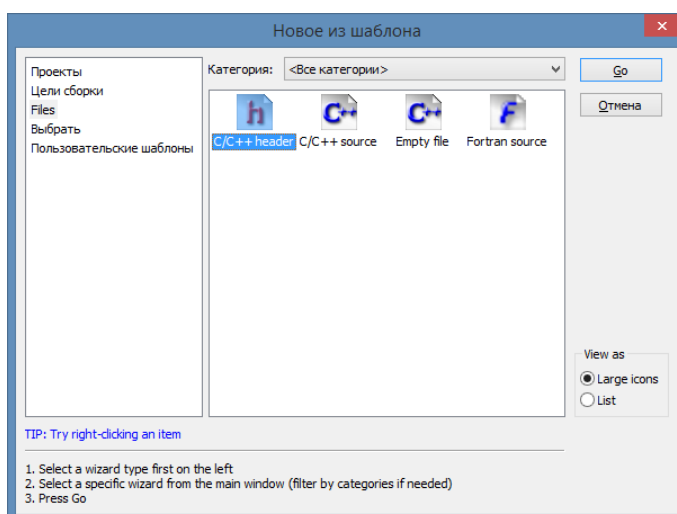 Новое из шаблона
Проекты
Цели сборки
Files
Выбрать
Пользовательские шаблоны
Категория: <Все категории>
h C++ C++ F
C/C++ header C/C++ source Empty file Fortran source
Go
Отмена
View as
Large icons
List
TIP: Try right-clicking an item
1. Select a wizard type first on the left
2. Select a specific wizard from the main window (filter by categories if needed)
3. Press Go